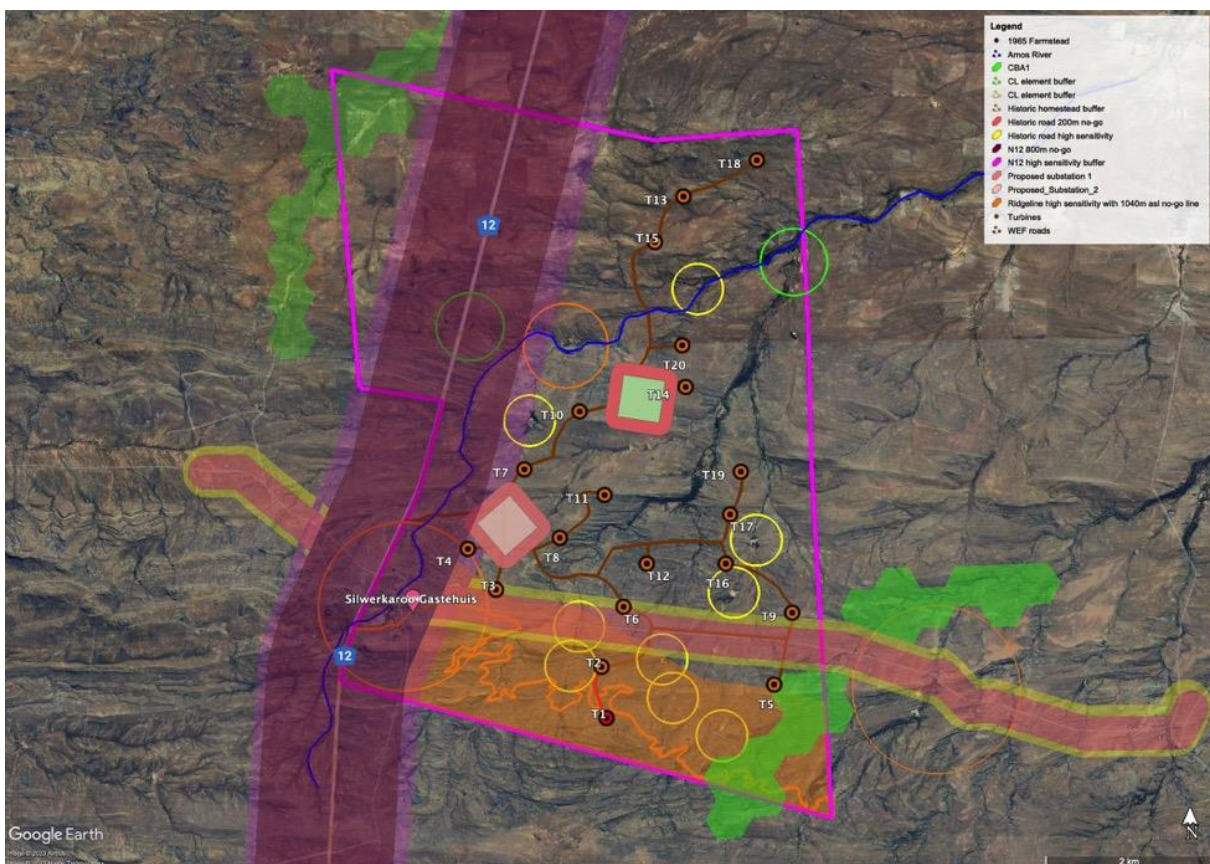 Legend
1965 Farmstead
Amos River
CBA1
CL element buffer
CL element buffer
Historic homestead buffer
Historic road 200m no-go
Historic road high sensitivity
N12 800m no-go
N12 high sensitivity buffer
Proposed substation 1
Proposed_Substation_2
Ridgeline high sensitivity with 1040m asl no-go line
Turbines
WEF roads
T18
T13
12
T15
T20
T14
T10
T7
T19
T11
T17
T8
T4
T12
T16
T3
Silwerkaroo Gastehuis
T6
T9
12
T2
T5
T1
Google Earth
N
2 km